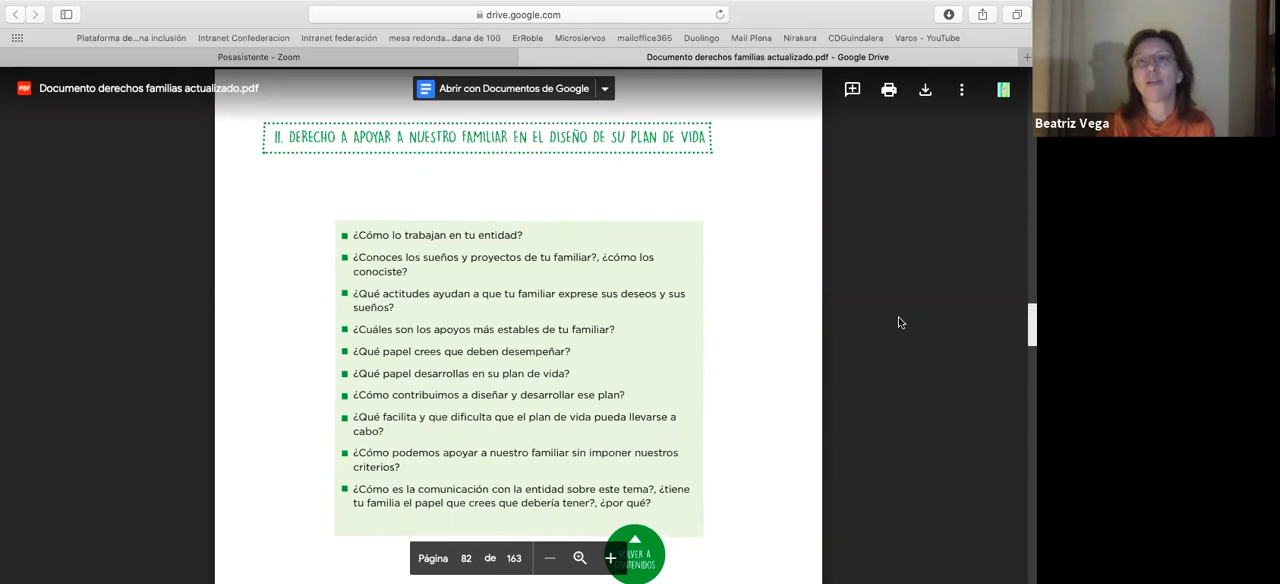 drive.google.com
Plataforma de...na inclusión Intranet Confederacion Intranet federación mesa redonda...dana de 100 ErRoble Microsiervos mailoffice365 Duolingo Mail Plena Nirakara CDGuindalera Varos - YouTube
Posasistente - Zoom Documento derechos familias actualizado.pdf - Google Drive
PDF Documento derechos familias actualizado.pdf Abrir con Documentos de Google
Beatriz Vega
II. DERECHO A APOYAR A NUESTRO FAMILIAR EN EL DISEÑO DE SU PLAN DE VIDA
¿Cómo lo trabajan en tu entidad?
¿Conoces los sueños y proyectos de tu familiar?, ¿cómo los
conociste?
¿Qué actitudes ayudan a que tu familiar exprese sus deseos y sus
sueños?
¿Cuáles son los apoyos más estables de tu familiar?
¿Qué papel crees que deben desempeñar?
¿Qué papel desarrollas en su plan de vida?
¿Cómo contribuimos a diseñar y desarrollar ese plan?
¿Qué facilita y que dificulta que el plan de vida pueda llevarse a
cabo?
¿Cómo podemos apoyar a nuestro familiar sin imponer nuestros
criterios?
¿Cómo es la comunicación con la entidad sobre este tema?, ¿tiene
tu familia el papel que crees que debería tener?, ¿por qué?
VOLVER A
CONTENIDOS
Página 82 de 163